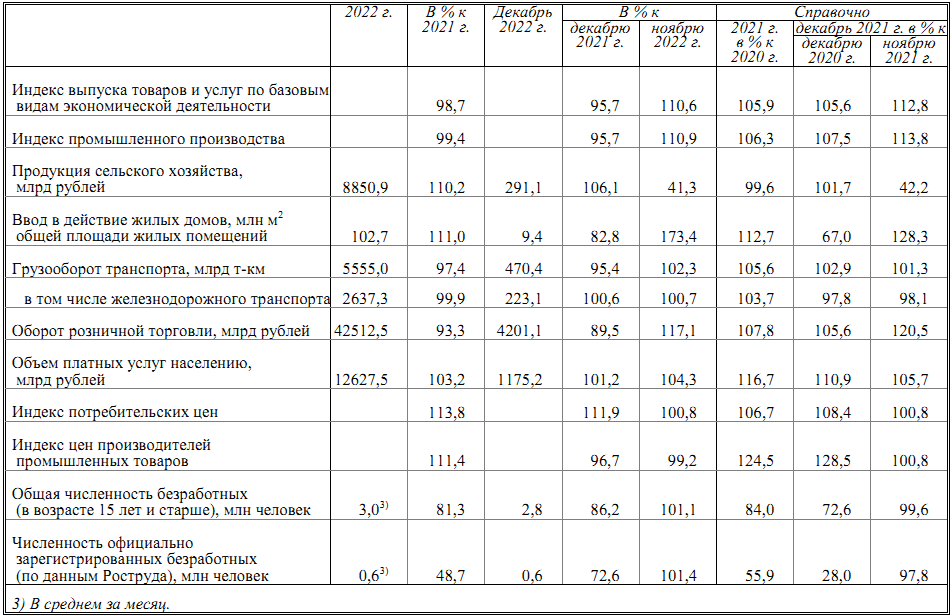 2022 г. В % к 2021 г. Декабрь 2022 г. В % к Справочно
декабрю 2021 г. ноябрю 2022 г. 2021 г. в % к 2020 г. декабрь 2021 г. в % к
декабрю 2020 г. ноябрю 2021 г.
Индекс выпуска товаров и услуг по базовым
видам экономической деятельности 98,7 95,7 110,6 105,9 105,6 112,8
Индекс промышленного производства 99,4 95,7 110,9 106,3 107,5 113,8
Продукция сельского хозяйства,
млрд рублей 8850,9 110,2 291,1 106,1 41,3 99,6 101,7 42,2
Ввод в действие жилых домов, млн м²
общей площади жилых помещений 102,7 111,0 9,4 82,8 173,4 112,7 67,0 128,3
Грузооборот транспорта, млрд т-км 5555,0 97,4 470,4 95,4 102,3 105,6 102,9 101,3
в том числе железнодорожного транспорта 2637,3 99,9 223,1 100,6 100,7 103,7 97,8 98,1
Оборот розничной торговли, млрд рублей 42512,5 93,3 4201,1 89,5 117,1 107,8 105,6 120,5
Объем платных услуг населению,
млрд рублей 12627,5 103,2 1175,2 101,2 104,3 116,7 110,9 105,7
Индекс потребительских цен 113,8 111,9 100,8 106,7 108,4 100,8
Индекс цен производителей
промышленных товаров 111,4 96,7 99,2 124,5 128,5 100,8
Общая численность безработных
(в возрасте 15 лет и старше), млн человек 3,0³⁾ 81,3 2,8 86,2 101,1 84,0 72,6 99,6
Численность официально
зарегистрированных безработных
(по данным Роструда), млн человек 0,6³⁾ 48,7 0,6 72,6 101,4 55,9 28,0 97,8
3) В среднем за месяц.